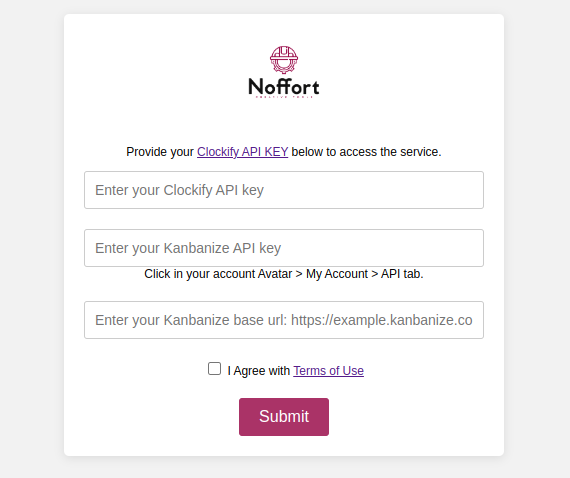 Noffort
CREATIVE TOOLS
Provide your Clockify API KEY below to access the service.
Enter your Clockify API key
Enter your Kanbanize API key
Click in your account Avatar > My Account > API tab.
Enter your Kanbanize base url: https://example.kanbanize.co
I Agree with Terms of Use
Submit